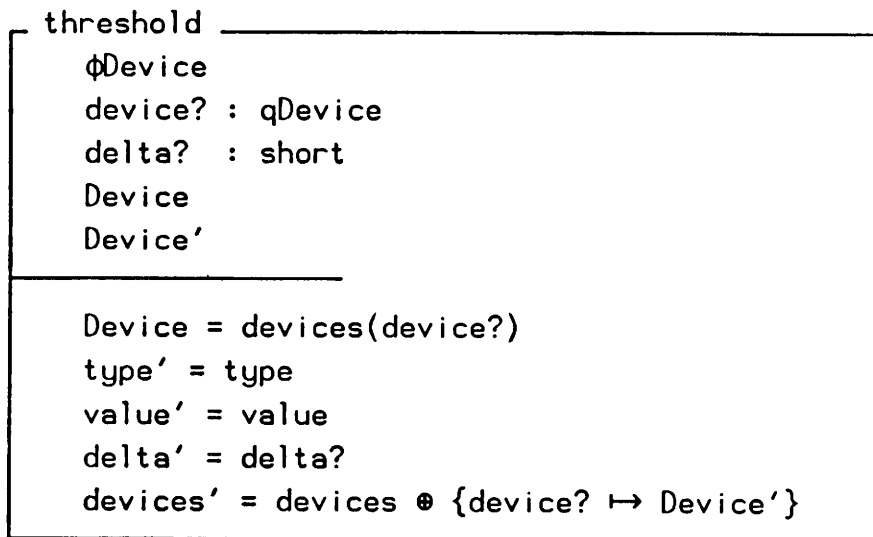 threshold
ϕDevice
device? : qDevice
delta? : short
Device
Device′
Device = devices(device?)
type′ = type
value′ = value
delta′ = delta?
devices′ = devices ⊕ {device? ↦ Device′}